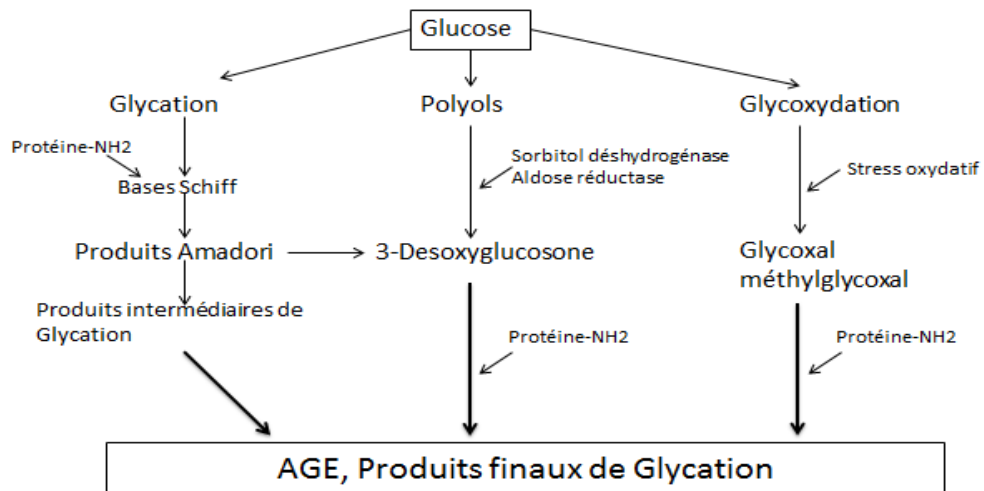 Glucose
Glycation
Polyols
Glycoxydation
Protéine-NH2
Sorbitol déshydrogénase
Aldose réductase
Stress oxydatif
Bases Schiff
Produits Amadori
3-Desoxyglucosone
Glycoxal
méthylglycoxal
Produits intermédiaires de
Glycation
Protéine-NH2
Protéine-NH2
AGE, Produits finaux de Glycation